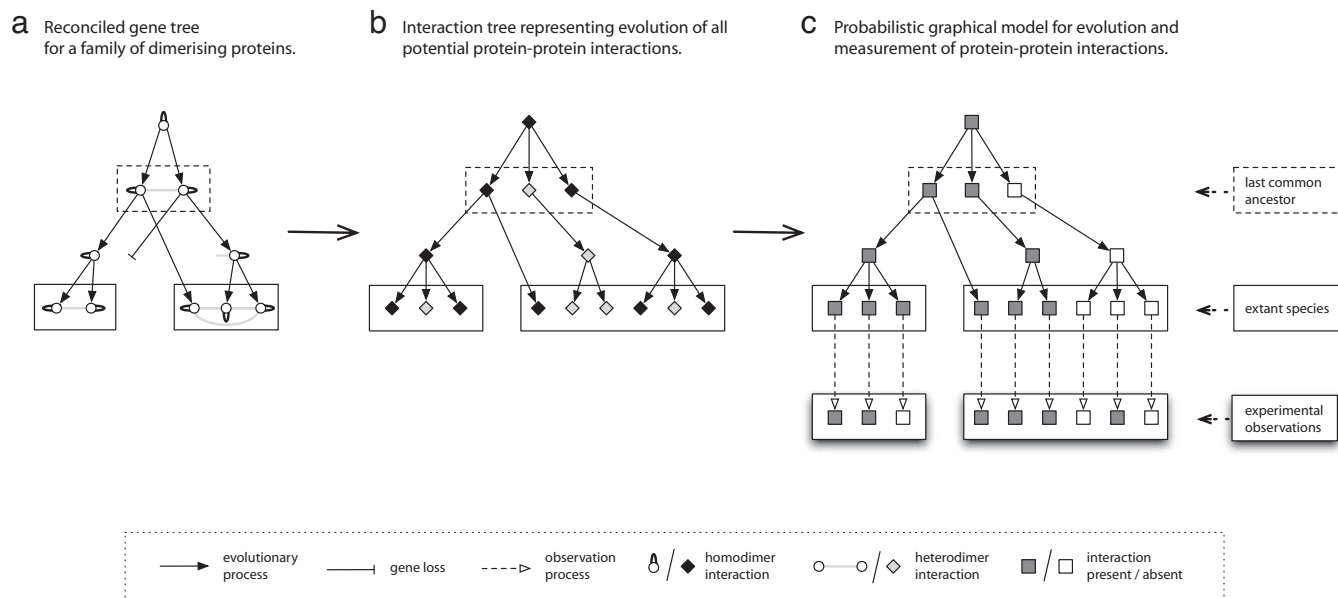 a
Reconciled gene tree
for a family of dimerising proteins.
b
Interaction tree representing evolution of all
potential protein-protein interactions.
c
Probabilistic graphical model for evolution and
measurement of protein-protein interactions.
last common
ancestor
extant species
experimental
observations
evolutionary
process
gene loss
observation
process
homodimer
interaction
heterodimer
interaction
interaction
present / absent